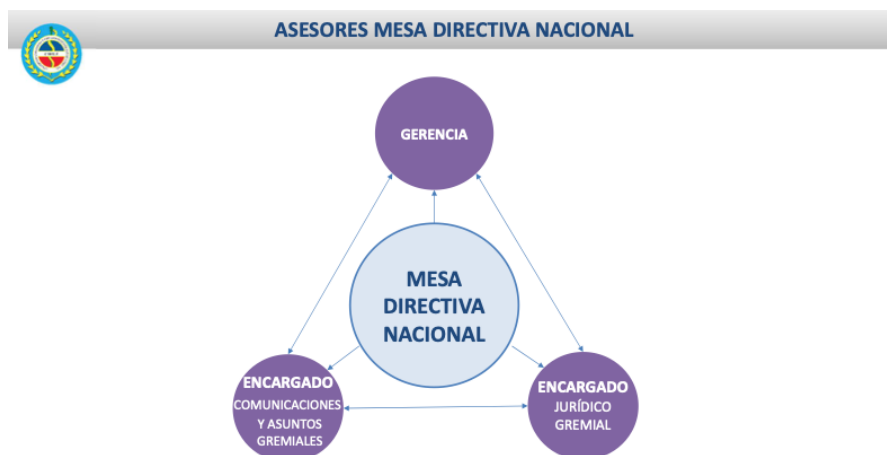 ASESORES MESA DIRECTIVA NACIONAL
GERENCIA
MESA
DIRECTIVA
NACIONAL
ENCARGADO
COMUNICACIONES
Y ASUNTOS
GREMIALES
ENCARGADO
JURÍDICO
GREMIAL